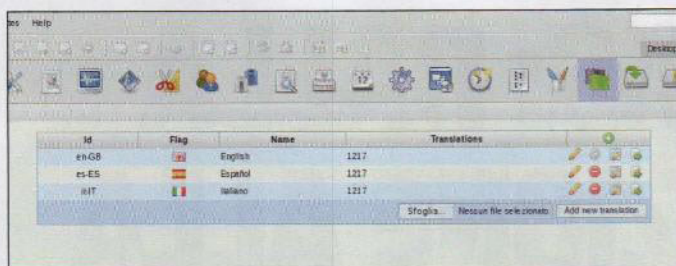 Help
Desktop
Id Flag Name Translations
en-GB English 1217
es-ES Español 1217
it-IT Italiano 1217
Sfoglia... Nessun file selezionato. Add new translation